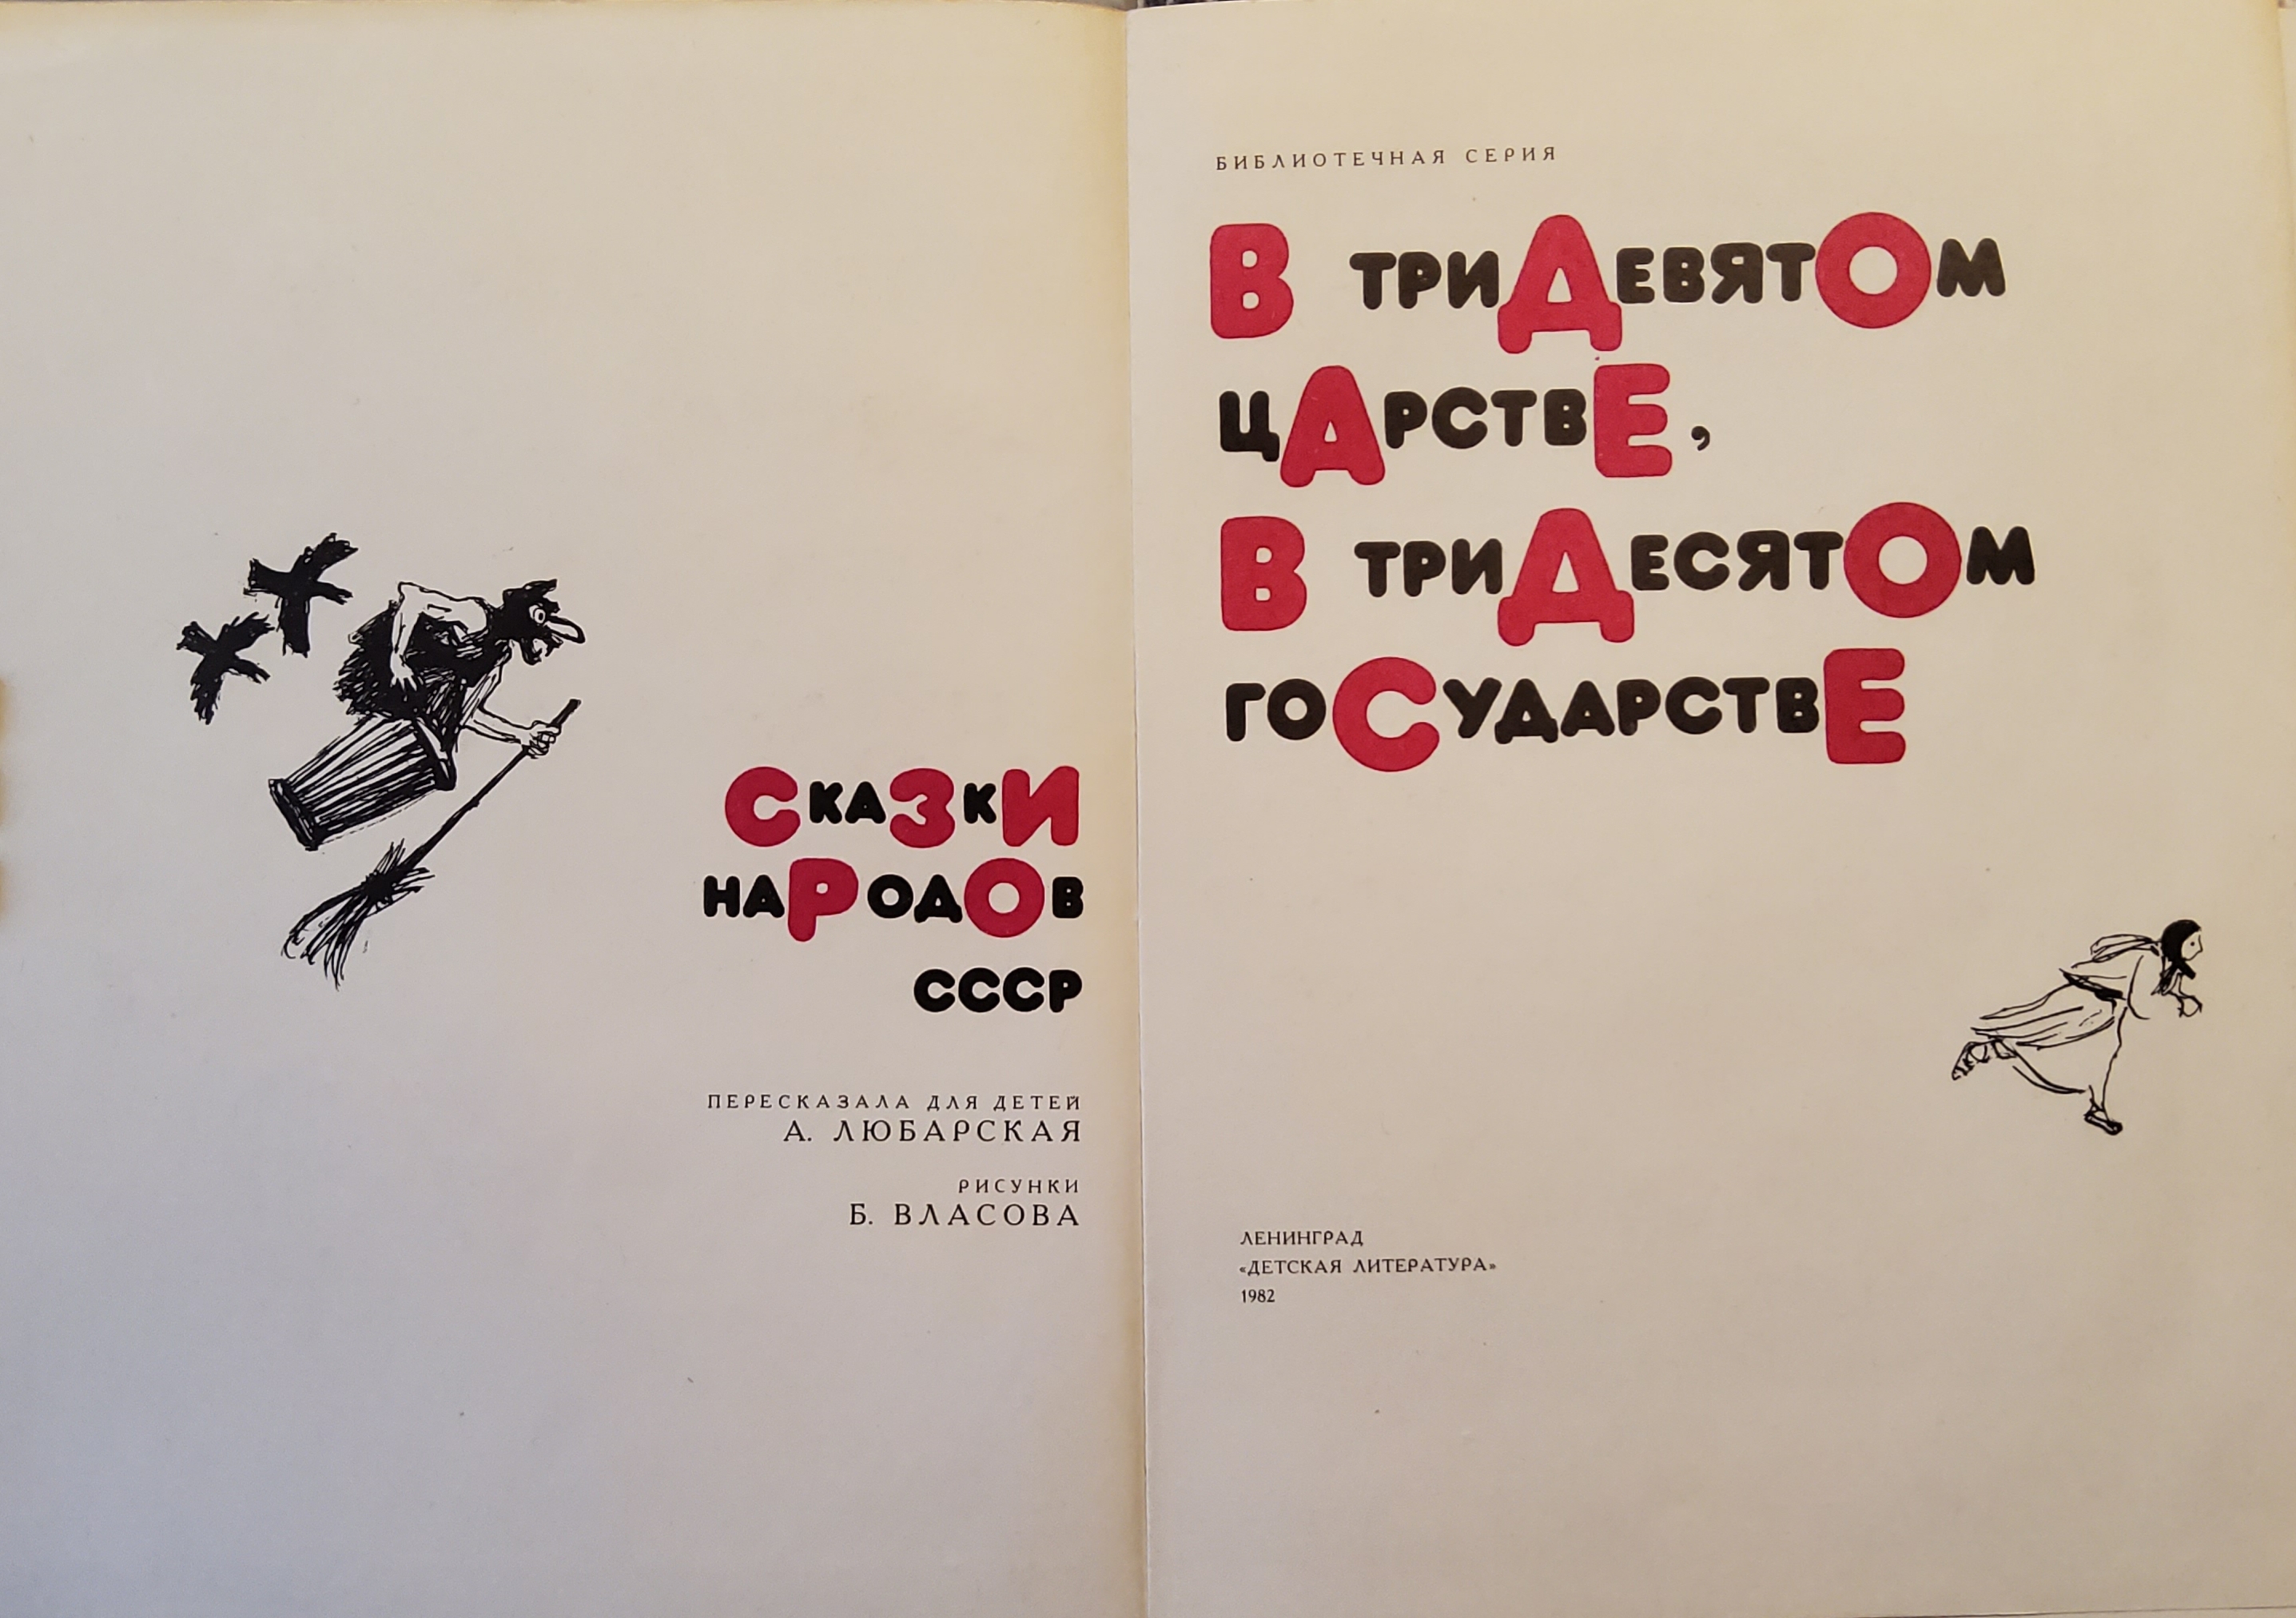 Сказки
народов
СССР
ПЕРЕСКАЗАЛА ДЛЯ ДЕТЕЙ
А. ЛЮБАРСКАЯ
РИСУНКИ
Б. ВЛАСОВА
БИБЛИОТЕЧНАЯ СЕРИЯ
В ТРИДЕВЯТОМ
ЦАРСТВЕ,
В ТРИДЕСЯТОМ
ГОСУДАРСТВЕ
ЛЕНИНГРАД
«ДЕТСКАЯ ЛИТЕРАТУРА»
1982